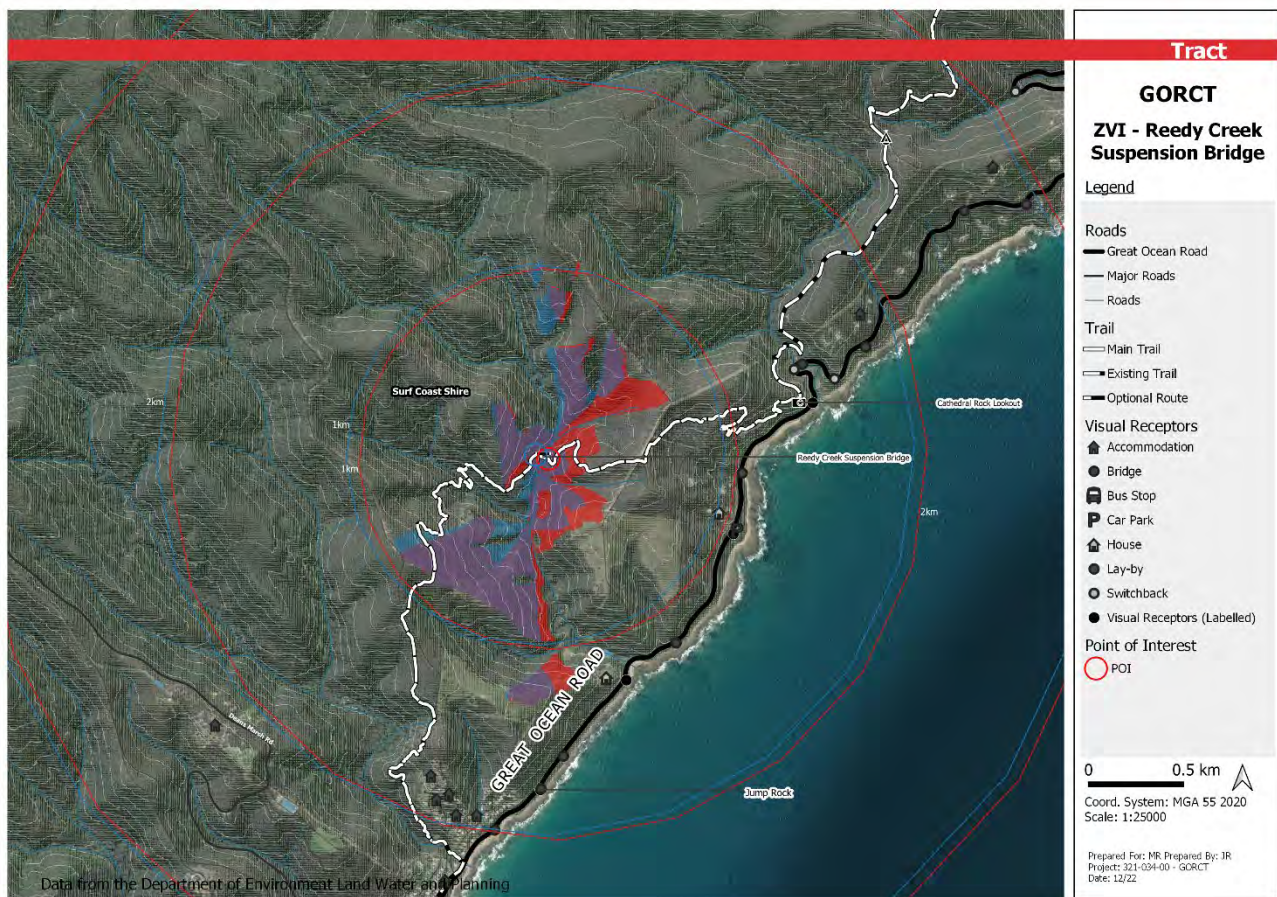 Tract
GORCT
ZVI - Reedy Creek
Suspension Bridge
Legend
Roads
Great Ocean Road
Major Roads
Roads
Trail
Main Trail
Existing Trail
Optional Route
Visual Receptors
Accommodation
Bridge
Bus Stop
P Car Park
House
Lay-by
Switchback
Visual Receptors (Labelled)
Point of Interest
POI
0 0.5 km
Coord. System: MGA 55 2020
Scale: 1:25000
Prepared For: MR Prepared By: JR
Project: 321-034-00 - GORCT
Date: 12/22
2km
Surf Coast Shire
1km
1km
Cathedral Rock Lookout
Reedy Creek Suspension Bridge
2km
GREAT OCEAN ROAD
Deans Marsh Rd
Jump Rock
Data from the Department of Environment Land Water and Planning